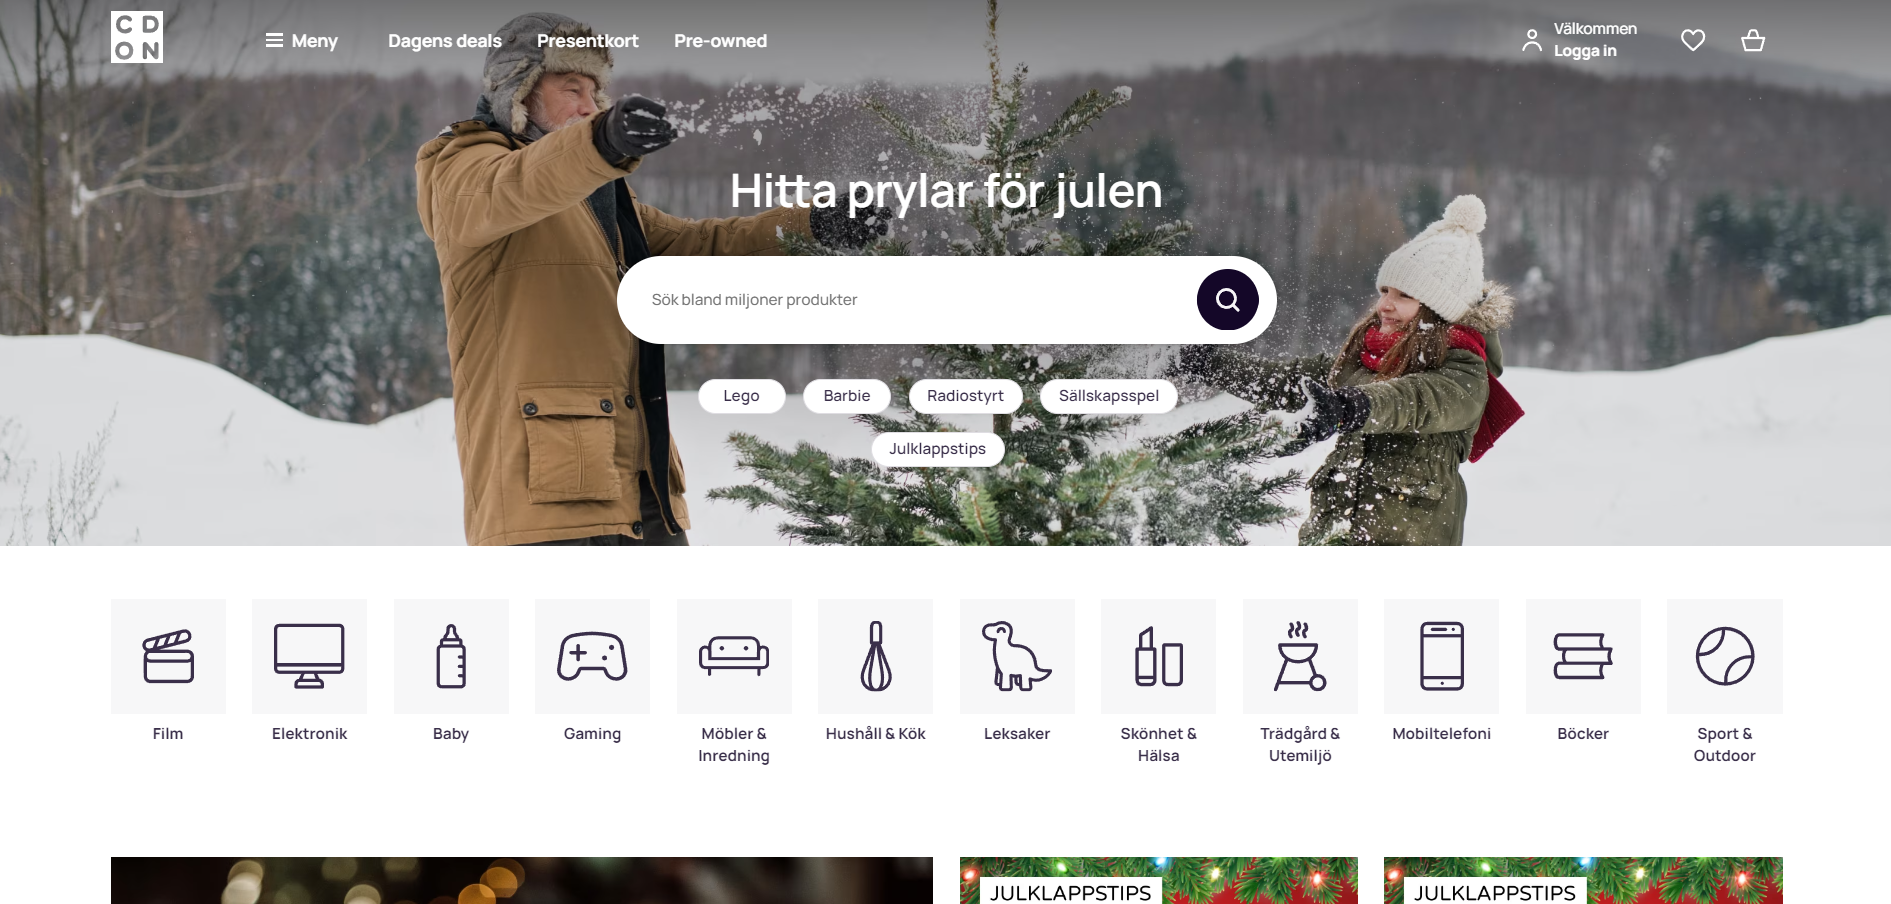 CD
ON
Meny
Dagens deals
Presentkort
Pre-owned
Välkommen
Logga in
Hitta prylar för julen
Sök bland miljoner produkter
Lego
Barbie
Radiostyrt
Sällskapsspel
Julklappstips
Film
Elektronik
Baby
Gaming
Möbler &
Inredning
Hushåll & Kök
Leksaker
Skönhet &
Hälsa
Trädgård &
Utemiljö
Mobiltelefoni
Böcker
Sport &
Outdoor
JULKLAPPSTIPS
JULKLAPPSTIPS